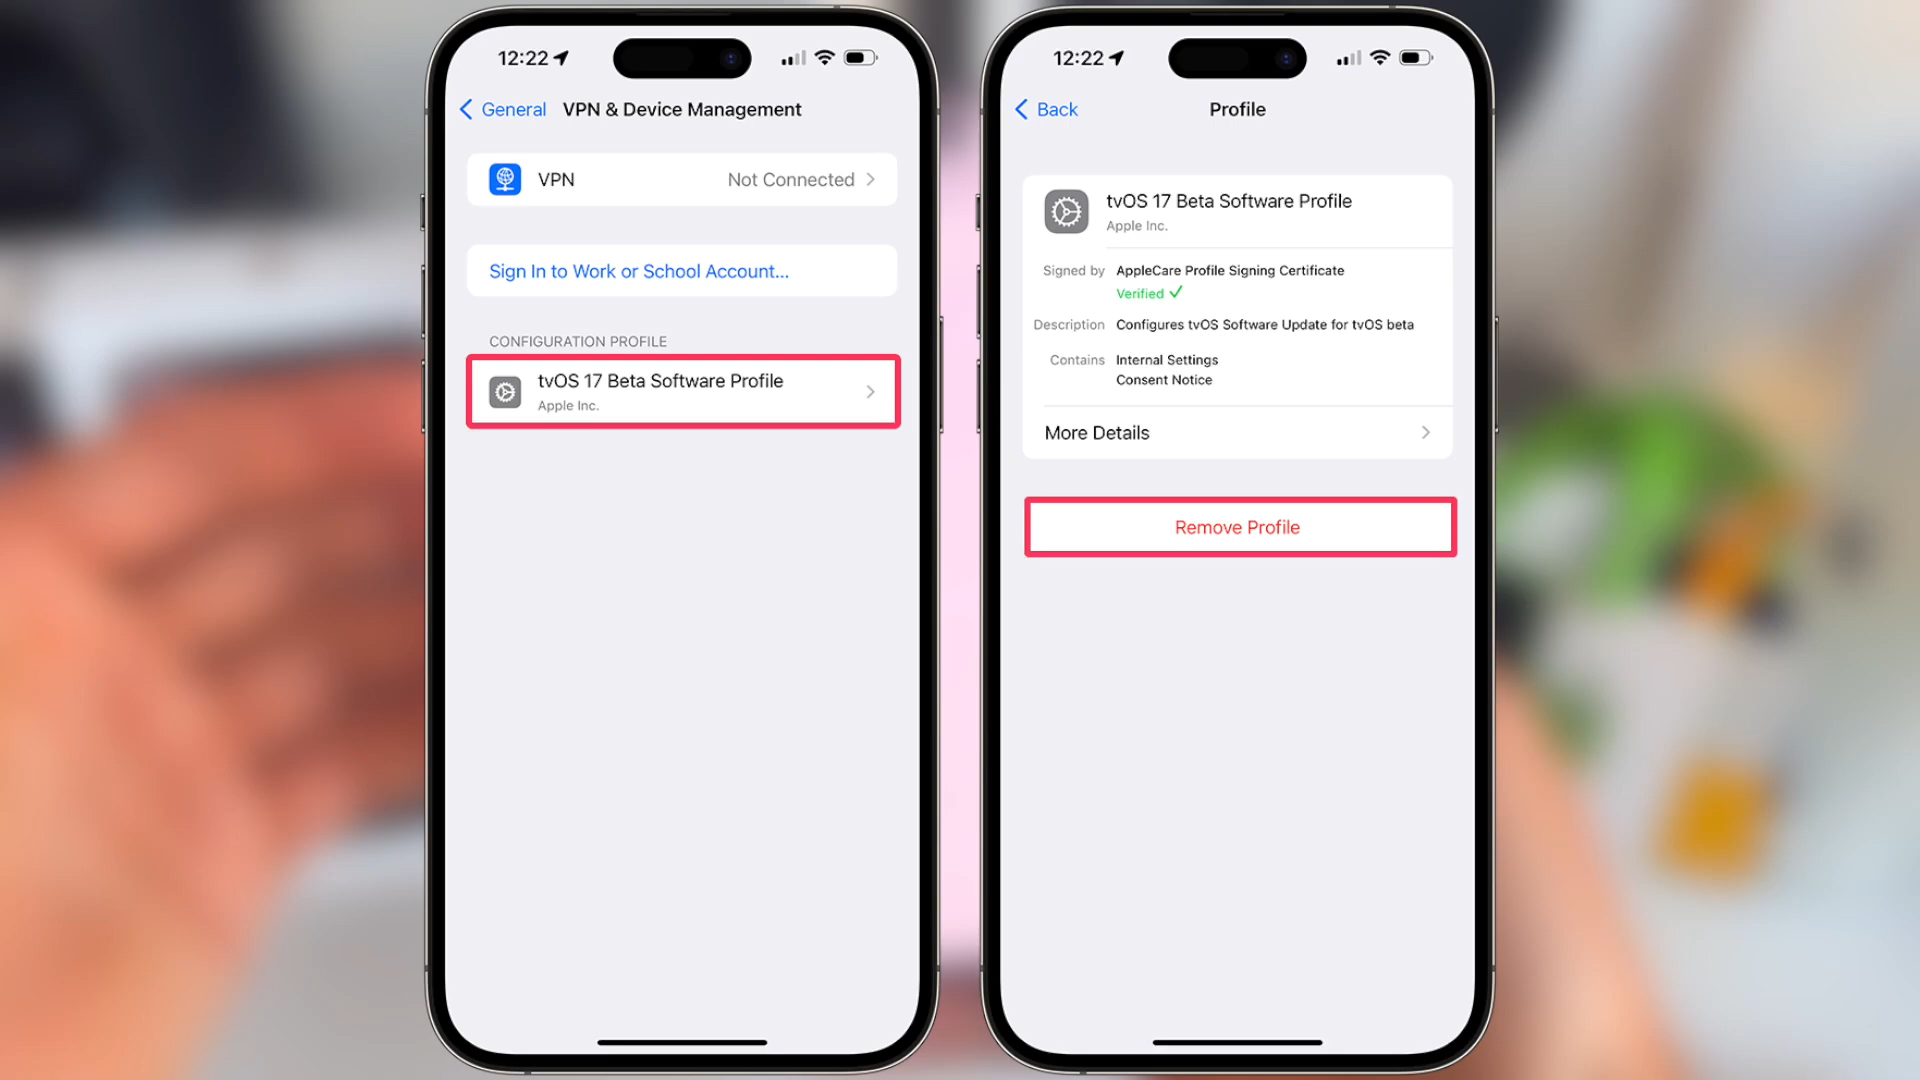 12:22
General VPN & Device Management
VPN Not Connected
Sign In to Work or School Account...
CONFIGURATION PROFILE
tvOS 17 Beta Software Profile
Apple Inc.
12:22
Back Profile
tvOS 17 Beta Software Profile
Apple Inc.
Signed by AppleCare Profile Signing Certificate
Verified
Description Configures tvOS Software Update for tvOS beta
Contains Internal Settings
Consent Notice
More Details
Remove Profile